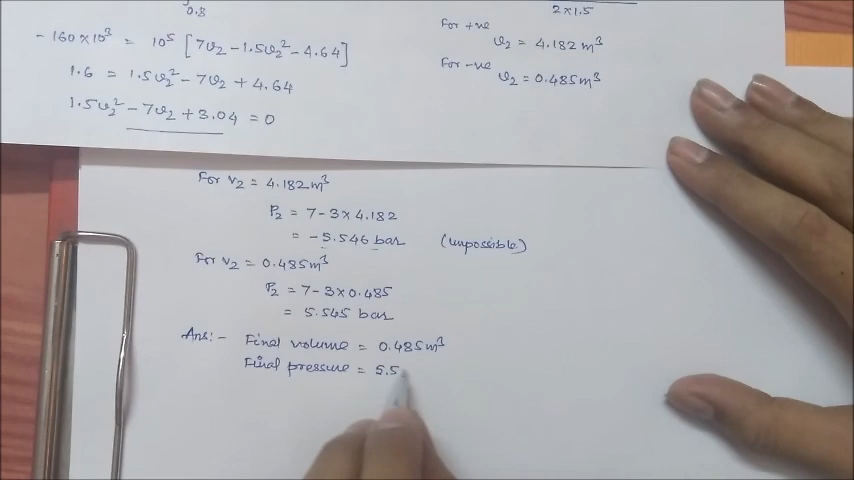 0.8
- 160 × 10³ = 10⁵ [7v₂ - 1.5v₂² - 4.64]
1.6 = 1.5v₂² - 7v₂ + 4.64
1.5v₂² - 7v₂ + 3.04 = 0
2 × 1.5
For +ve
v₂ = 4.182 m³
For -ve
v₂ = 0.485 m³
For v₂ = 4.182 m³
P₂ = 7 - 3 × 4.182
= - 5.546 bar (Unpossible)
For v₂ = 0.485 m³
P₂ = 7 - 3 × 0.485
= 5.545 bar
Ans:- Final volume = 0.485 m³
Final pressure = 5.5